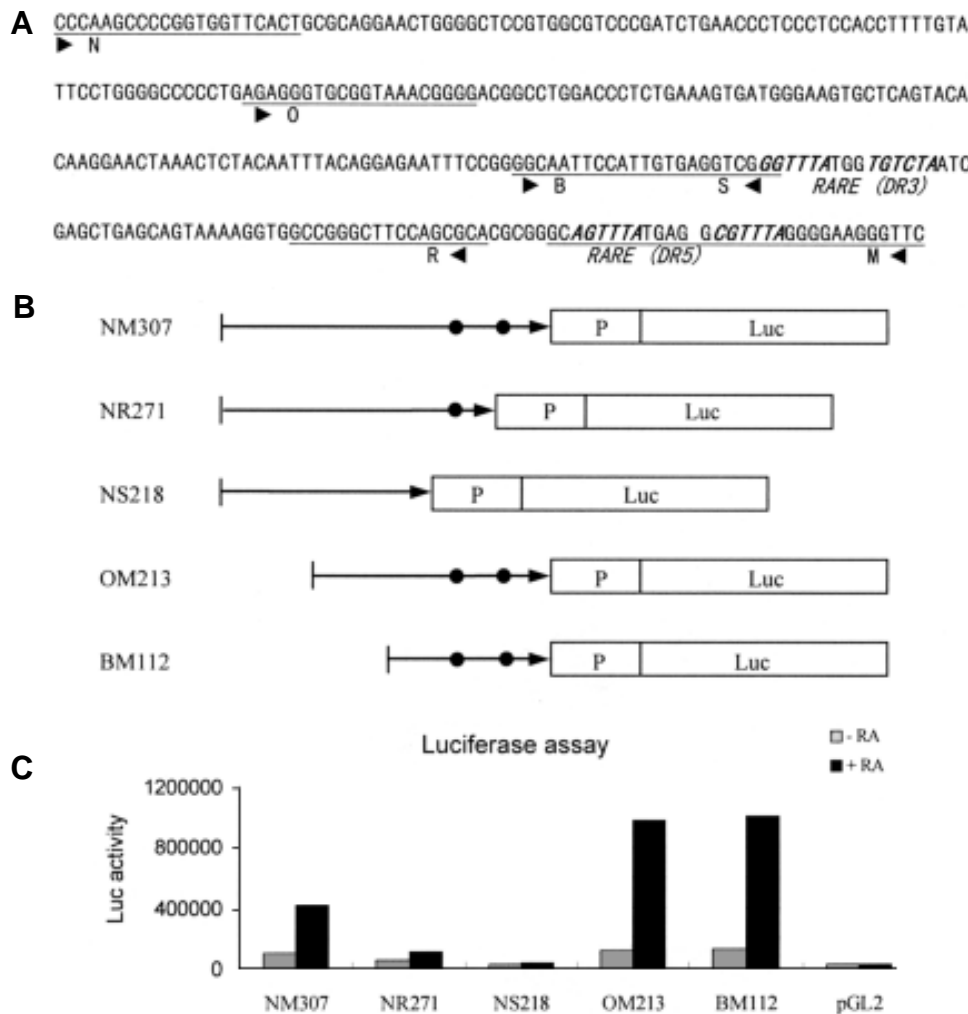 A
CCCAAGCCCCGGTGGTTCACTGCGCAGGAACTGGGGCTCCGTGGCGTCCCGATCTGAACCCTCCCTCCACCTTTTGTA
▶ N
TTCCTGGGGCCCCCTGAGAGGGTGCGGTAAACGGGGACGGCCTGGACCCTCTGAAAGTGATGGGAAGTGCTCAGTACA
▶ O
CAAGGAACTAAACTCTACAATTTACAGGAGAATTTCCGGGGCAATTCCATTGTGAGGTCGGGTTTATGGTGTCTAATC
▶ B S ◀ RARE (DR3)
GAGCTGAGCAGTAAAAGGTGGCCGGGCTTCCAGCGCACGCGGGCAGTTTATGAG GCGTTTAGGGGAAGGGTTC
R ◀ RARE (DR5) M ◀
B
NM307 P Luc
NR271 P Luc
NS218 P Luc
OM213 P Luc
BM112 P Luc
C
Luciferase assay
- RA
+ RA
Luc activity
1200000
800000
400000
0
NM307 NR271 NS218 OM213 BM112 pGL2